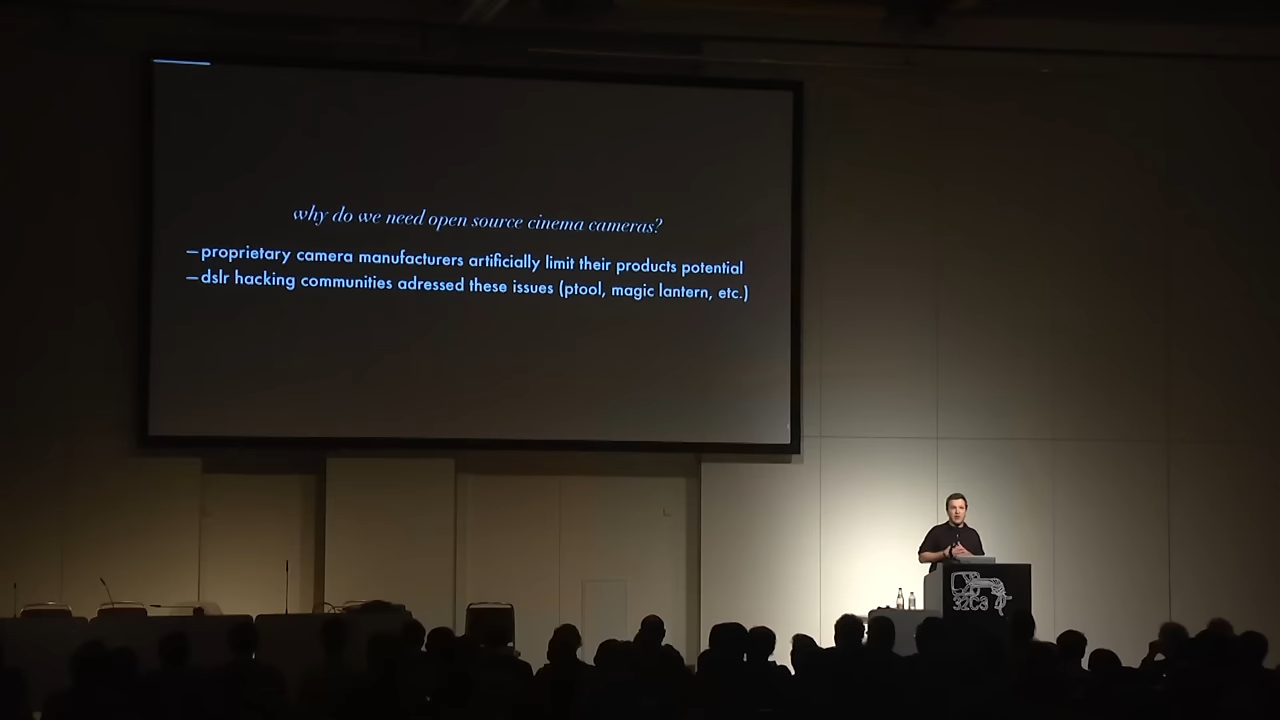 why do we need open source cinema cameras?
—proprietary camera manufacturers artificially limit their products potential
—dslr hacking communities adressed these issues (ptool, magic lantern, etc.)
32C3